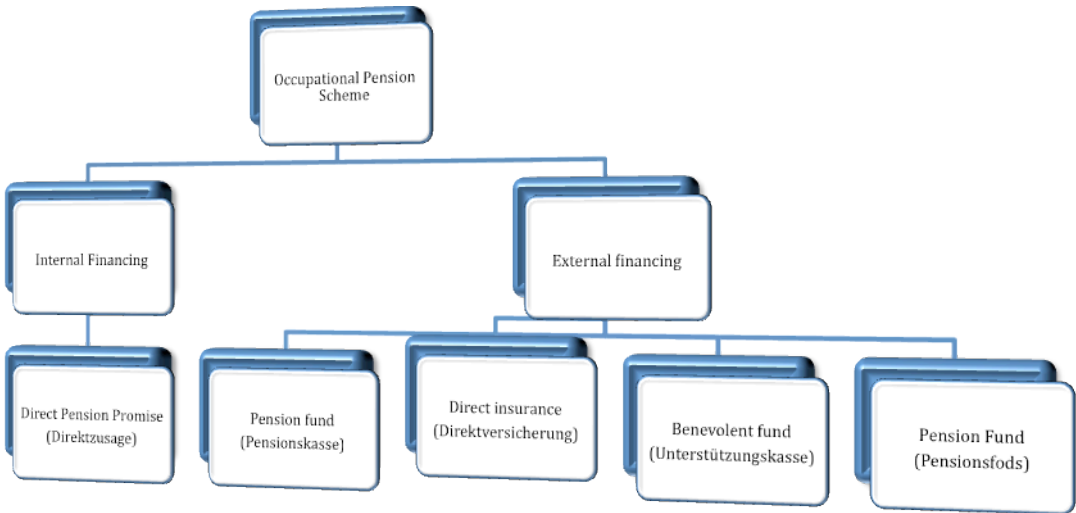 Occupational Pension
Scheme
Internal Financing
External financing
Direct Pension Promise
(Direktzusage)
Pension fund
(Pensionskasse)
Direct insurance
(Direktversicherung)
Benevolent fund
(Unterstützungskasse)
Pension Fund
(Pensionsfods)